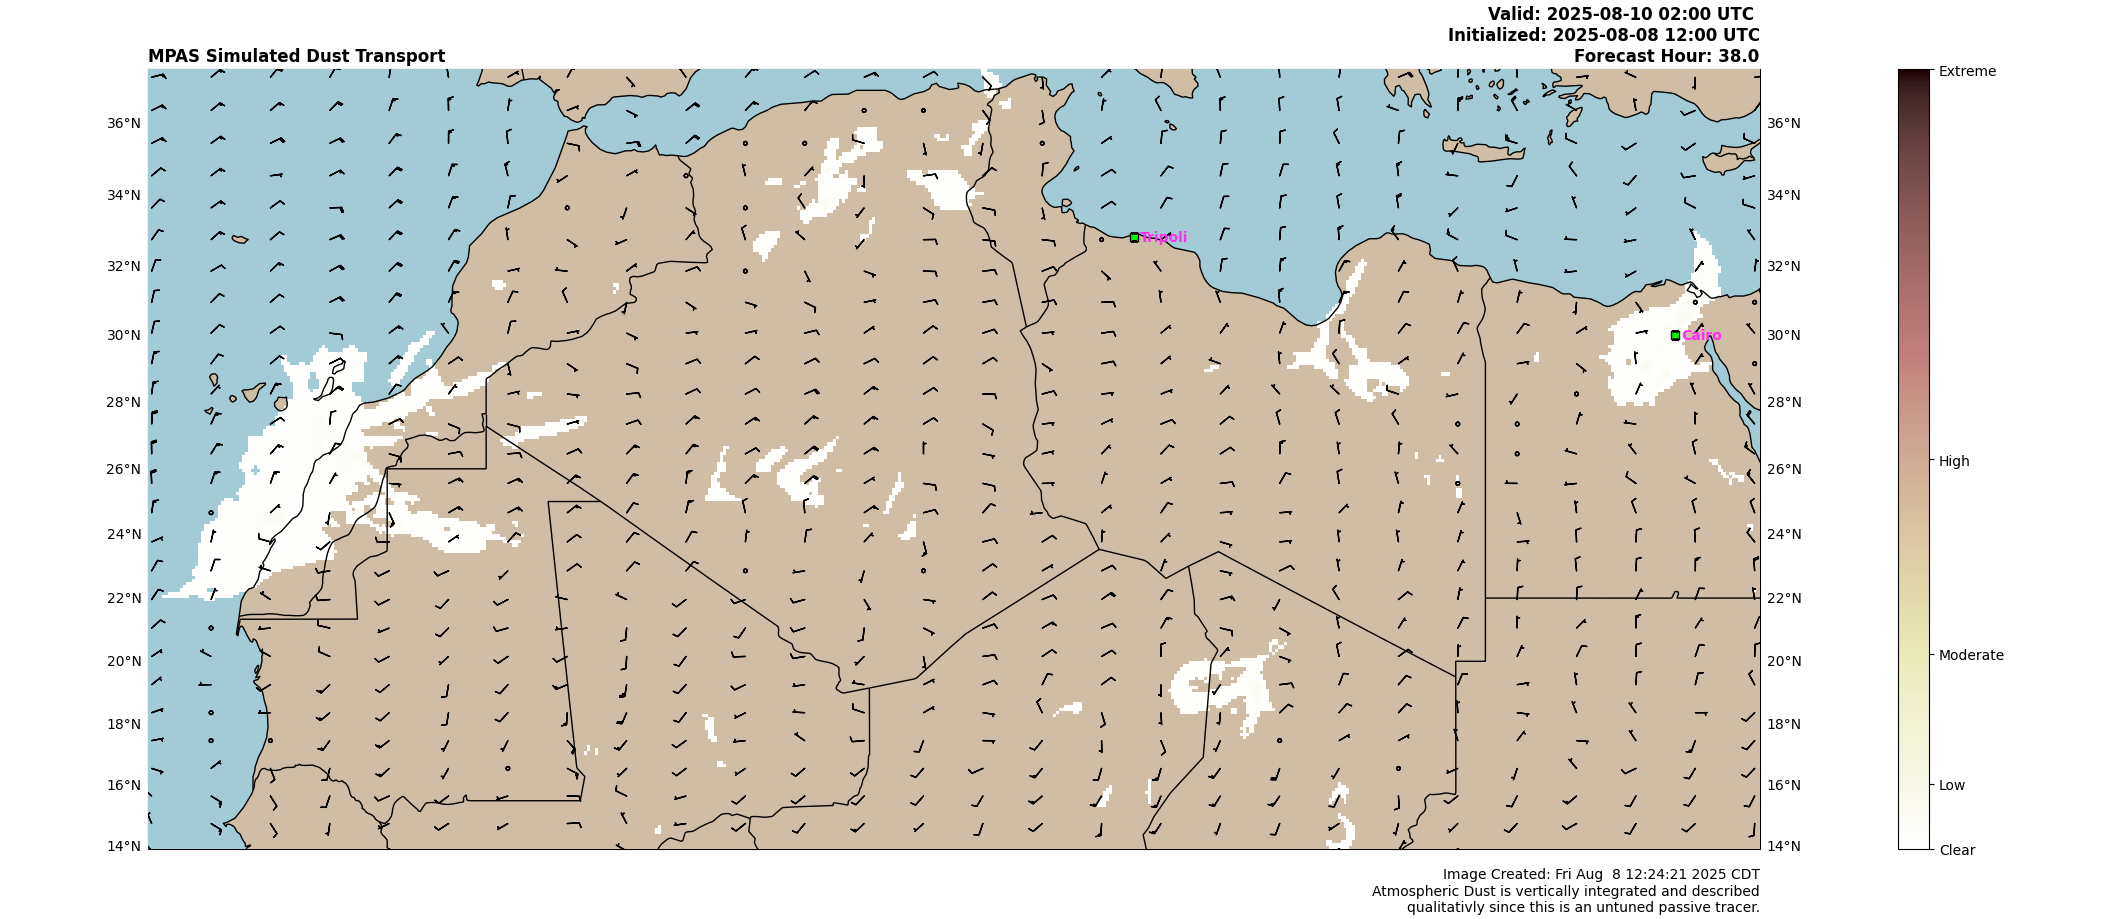 Valid: 2025-08-10 02:00 UTC
Initialized: 2025-08-08 12:00 UTC
MPAS Simulated Dust Transport
Forecast Hour: 38.0
Extreme
36°N
36°N
34°N
34°N
Tripoli
32°N
32°N
30°N
Cairo
30°N
28°N
28°N
26°N
26°N
High
24°N
24°N
22°N
22°N
20°N
20°N
Moderate
18°N
18°N
16°N
16°N
Low
14°N
14°N
Clear
Image Created: Fri Aug  8 12:24:21 2025 CDT
Atmospheric Dust is vertically integrated and described
qualitativly since this is an untuned passive tracer.